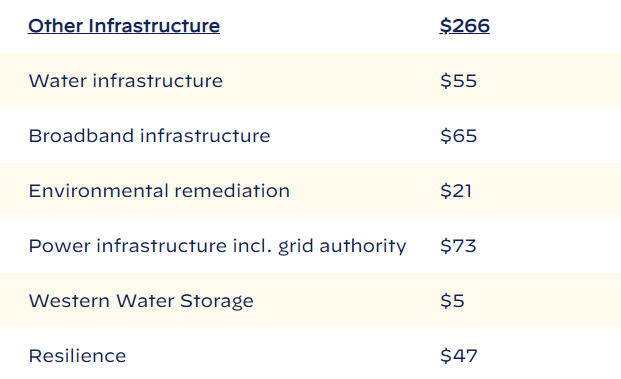 Other Infrastructure $266
Water infrastructure $55
Broadband infrastructure $65
Environmental remediation $21
Power infrastructure incl. grid authority $73
Western Water Storage $5
Resilience $47